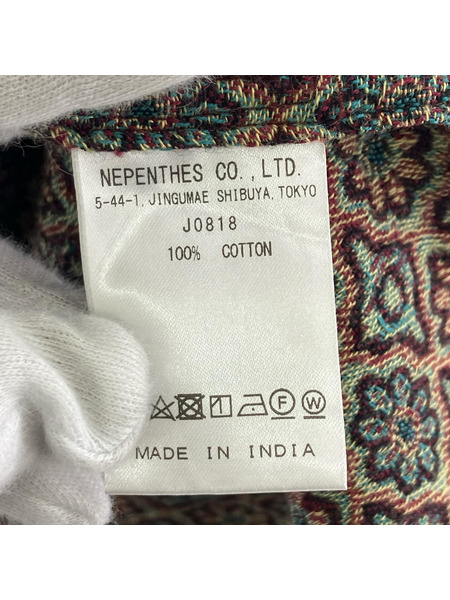 NEPENTHES CO., LTD.
5-44-1, JINGUMAE SHIBUYA, TOKYO
J0818
100% COTTON
F W
MADE IN INDIA